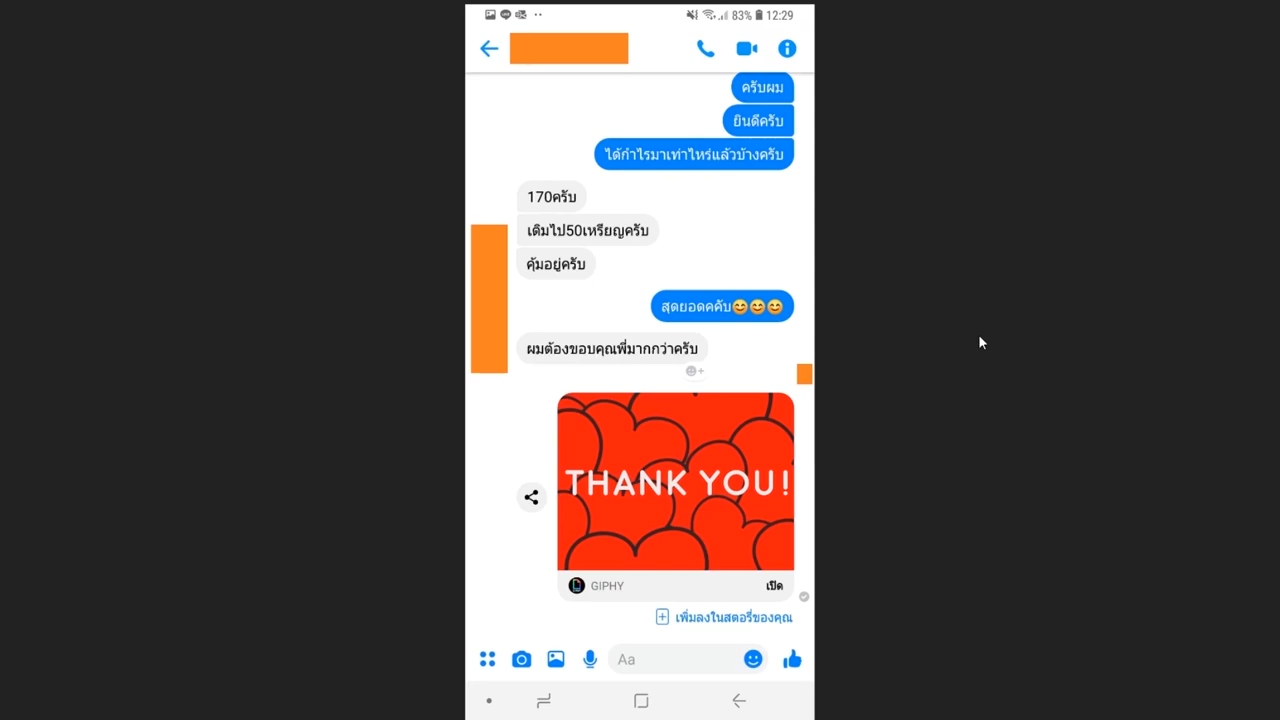 83% 12:29
ครับผม
ยินดีครับ
ได้กำไรมาเท่าไหร่แล้วบ้างครับ
170ครับ
เติมไป50เหรียญครับ
คุ้มอยู่ครับ
สุดยอดคคับ😊😊😊
ผมต้องขอบคุณพี่มากกว่าครับ
THANK YOU!
GIPHY เปิด
เพิ่มลงในสตอรี่ของคุณ
Aa